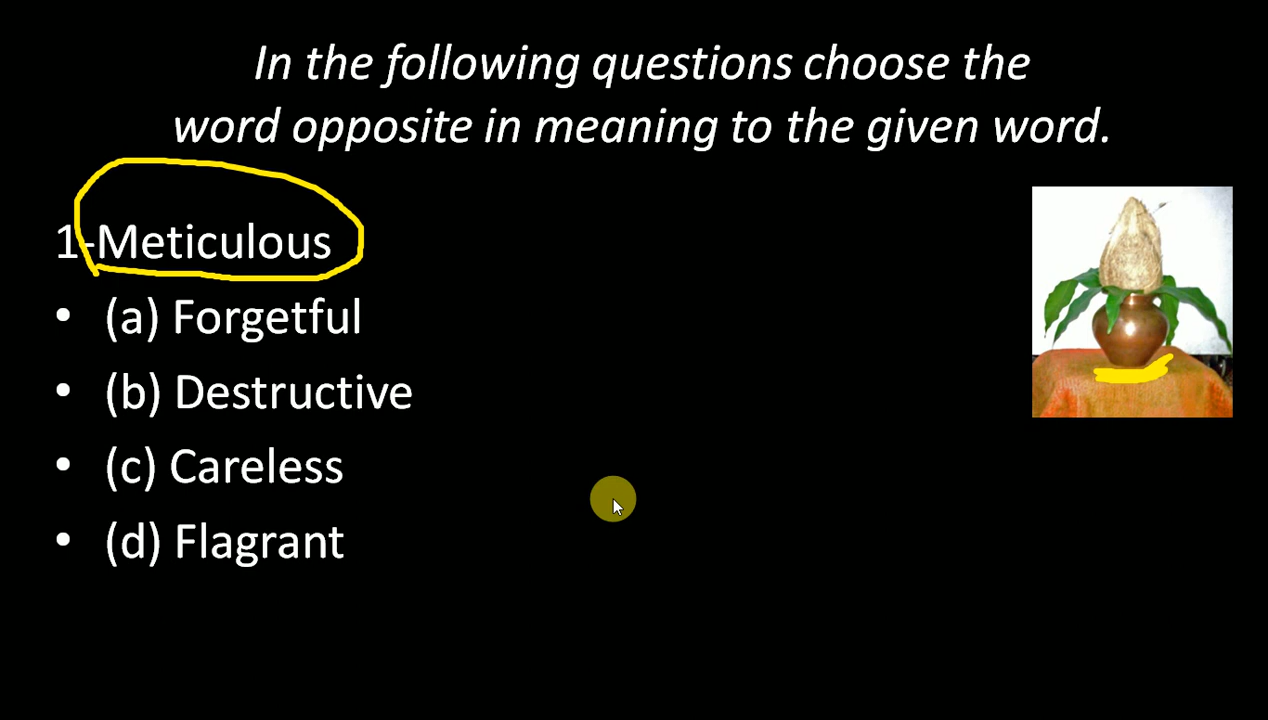 In the following questions choose the
word opposite in meaning to the given word.
1-Meticulous
• (a) Forgetful
• (b) Destructive
• (c) Careless
• (d) Flagrant